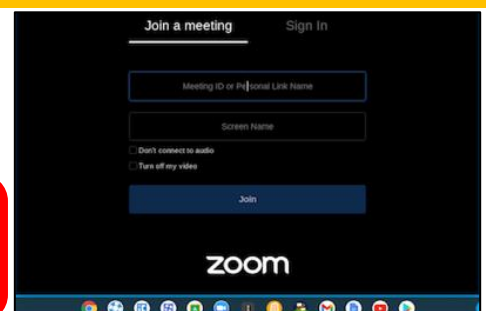 Join a meeting Sign In
Meeting ID or Personal Link Name
Screen Name
Don't connect to audio
Turn off my video
Join
zoom